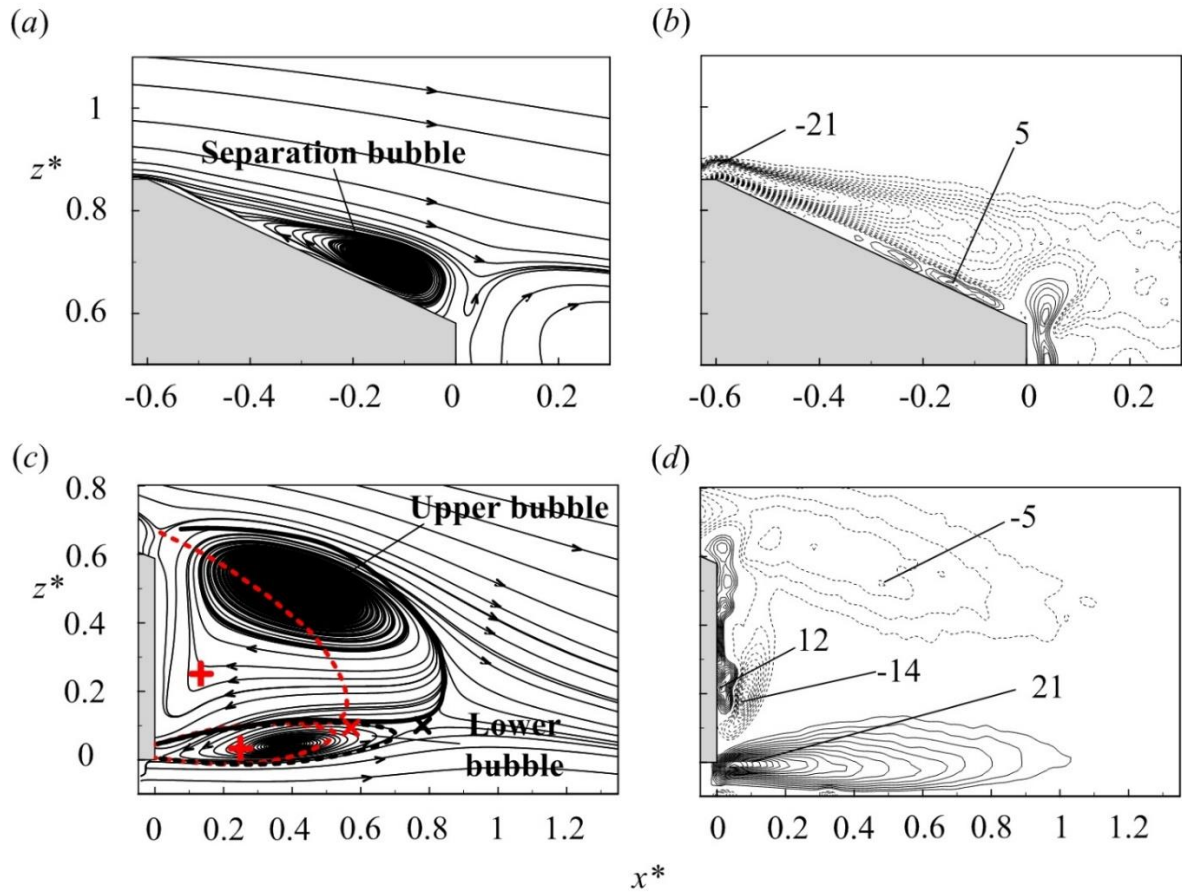 (a)
(b)
1
z*
0.8
0.6
Separation bubble
-21
5
-0.6 -0.4 -0.2 0 0.2
-0.6 -0.4 -0.2 0 0.2
(c)
(d)
0.8
0.6
z*
0.4
0.2
0
Upper bubble
Lower
bubble
-5
12
-14
21
0 0.2 0.4 0.6 0.8 1 1.2
0 0.2 0.4 0.6 0.8 1 1.2
x*